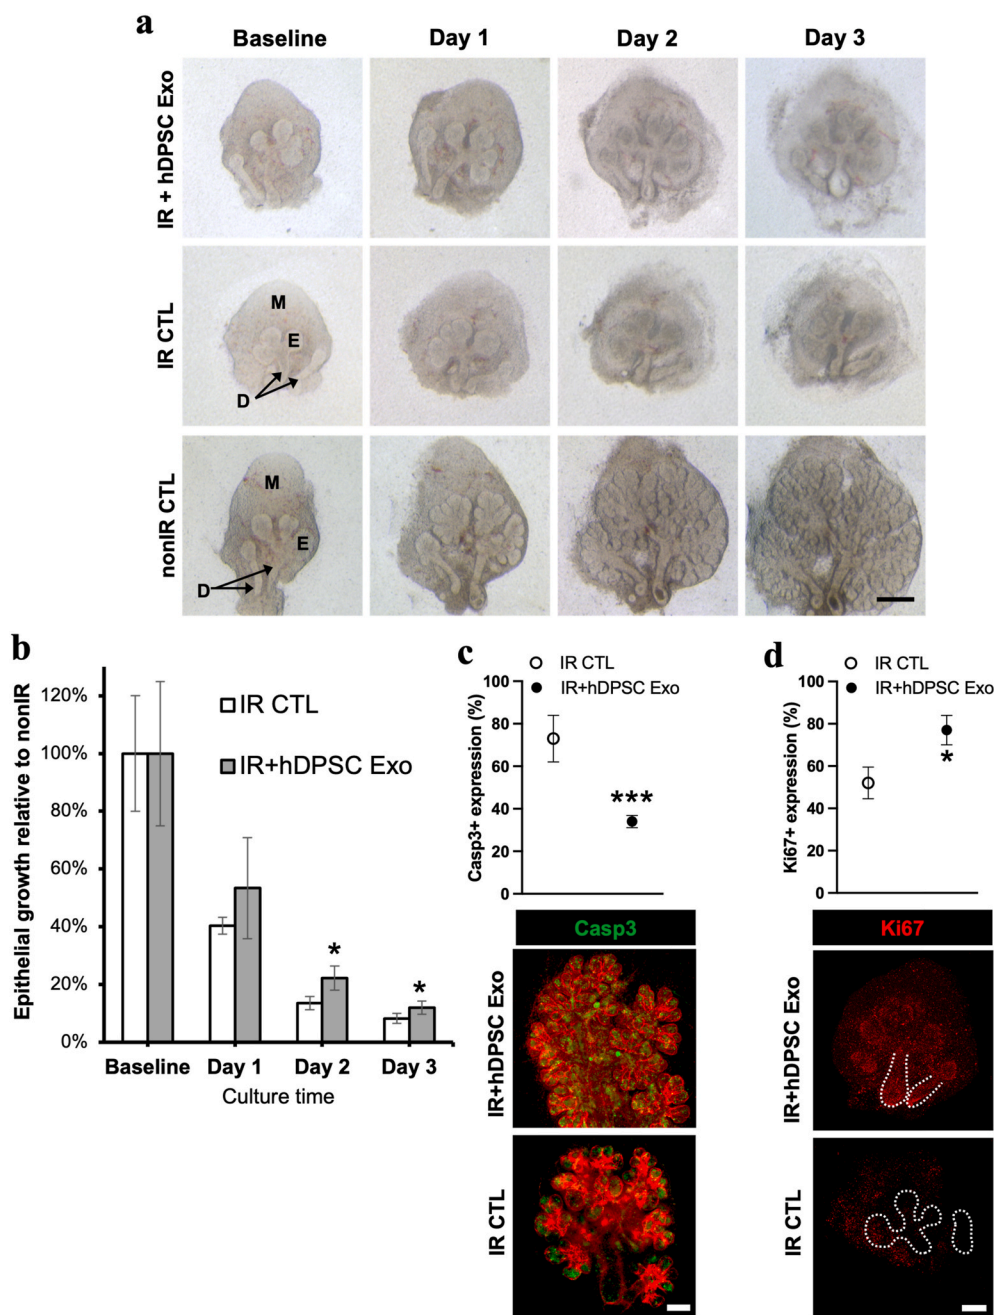 a
Baseline Day 1 Day 2 Day 3
IR + hDPSC Exo
IR CTL
M
E
D
nonIR CTL
M
E
D
b
Epithelial growth relative to nonIR
120%
100%
80%
60%
40%
20%
0%
IR CTL
IR+hDPSC Exo
*
*
Baseline Day 1 Day 2 Day 3
Culture time
c
IR CTL
IR+hDPSC Exo
Casp3+ expression (%)
100
80
60
40
20
0
***
Casp3
IR+hDPSC Exo
IR CTL
d
IR CTL
IR+hDPSC Exo
Ki67+ expression (%)
100
80
60
40
20
0
*
Ki67
IR+hDPSC Exo
IR CTL